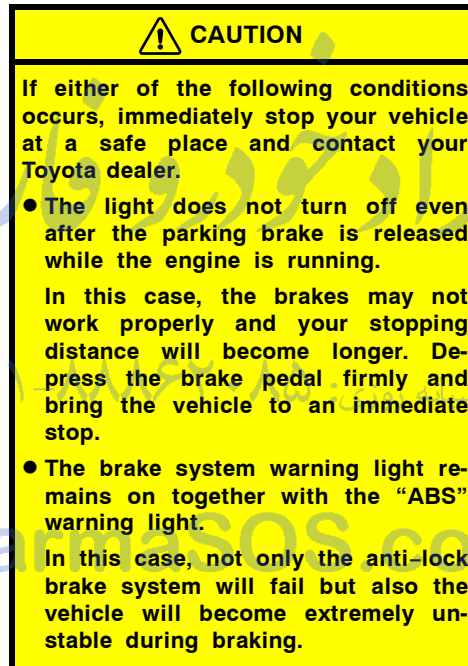 CAUTION
If either of the following conditions
occurs, immediately stop your vehicle
at a safe place and contact your
Toyota dealer.
● The light does not turn off even
after the parking brake is released
while the engine is running.
In this case, the brakes may not
work properly and your stopping
distance will become longer. De-
press the brake pedal firmly and
bring the vehicle to an immediate
stop.
● The brake system warning light re-
mains on together with the “ABS”
warning light.
In this case, not only the anti–lock
brake system will fail but also the
vehicle will become extremely un-
stable during braking.